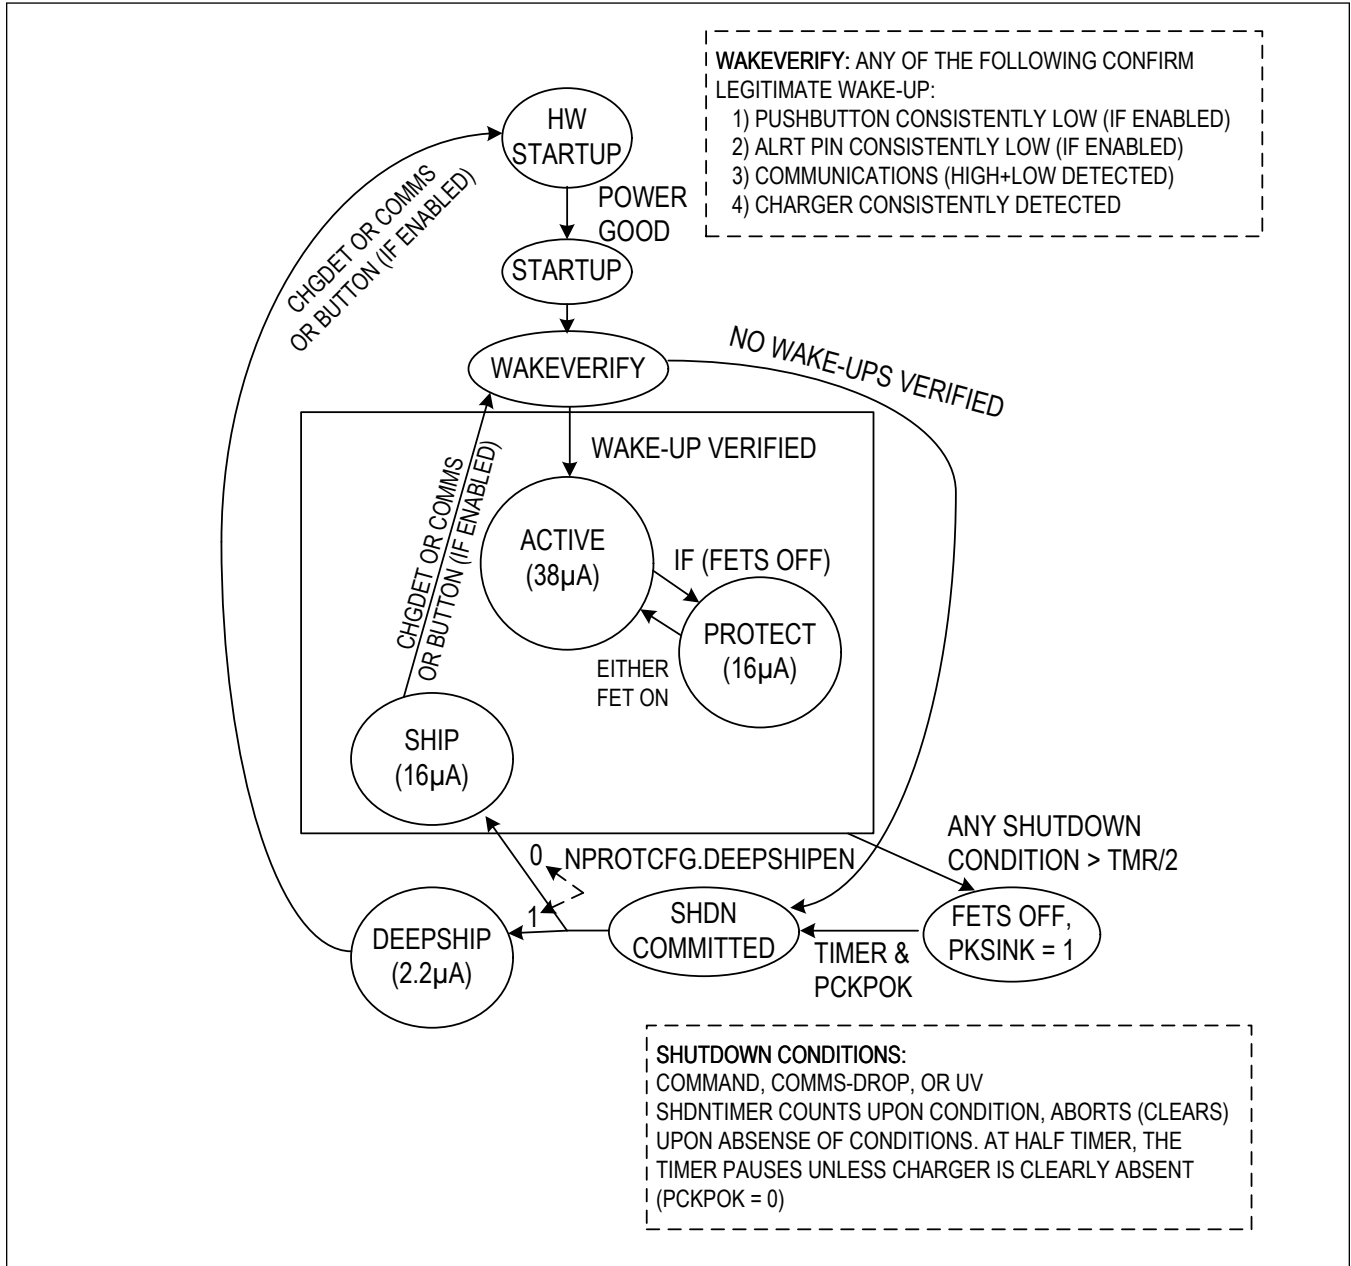 WAKEVERIFY: ANY OF THE FOLLOWING CONFIRM
LEGITIMATE WAKE-UP:
1) PUSHBUTTON CONSISTENTLY LOW (IF ENABLED)
2) ALRT PIN CONSISTENTLY LOW (IF ENABLED)
3) COMMUNICATIONS (HIGH+LOW DETECTED)
4) CHARGER CONSISTENTLY DETECTED
HW
STARTUP
POWER
GOOD
CHGDET OR COMMS
OR BUTTON (IF ENABLED)
STARTUP
WAKEVERIFY
NO WAKE-UPS VERIFIED
WAKE-UP VERIFIED
CHGDET OR COMMS
OR BUTTON (IF ENABLED)
ACTIVE
(38µA)
IF (FETS OFF)
PROTECT
(16µA)
EITHER
FET ON
SHIP
(16µA)
ANY SHUTDOWN
CONDITION > TMR/2
0
NPROTCFG.DEEPSHIPEN
1
DEEPSHIP
(2.2µA)
SHDN
COMMITTED
TIMER &
PCKPOK
FETS OFF,
PKSINK = 1
SHUTDOWN CONDITIONS:
COMMAND, COMMS-DROP, OR UV
SHDNTIMER COUNTS UPON CONDITION, ABORTS (CLEARS)
UPON ABSENSE OF CONDITIONS. AT HALF TIMER, THE
TIMER PAUSES UNLESS CHARGER IS CLEARLY ABSENT
(PCKPOK = 0)